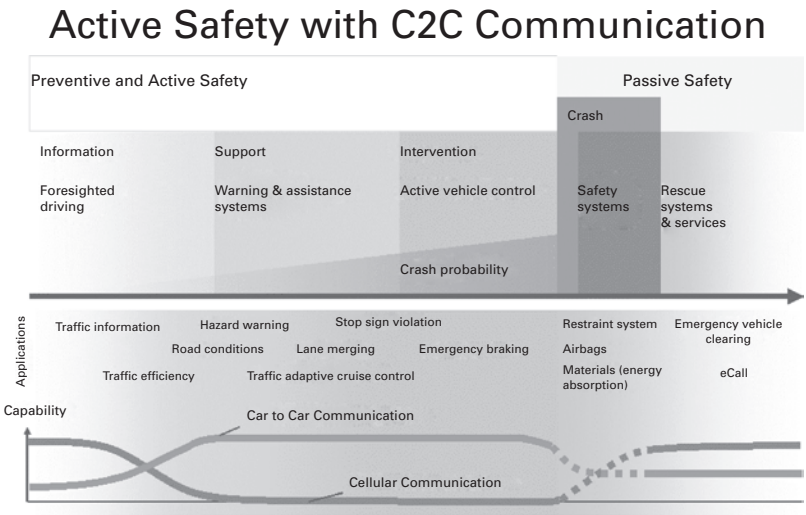 Active Safety with C2C Communication
Preventive and Active Safety
Passive Safety
Crash
Information
Support
Intervention
Foresighted
driving
Warning & assistance
systems
Active vehicle control
Safety
systems
Rescue
systems
& services
Crash probability
Applications
Traffic information
Hazard warning
Stop sign violation
Restraint system
Emergency vehicle
clearing
Road conditions
Lane merging
Emergency braking
Airbags
Traffic efficiency
Traffic adaptive cruise control
Materials (energy
absorption)
eCall
Capability
Car to Car Communication
Cellular Communication